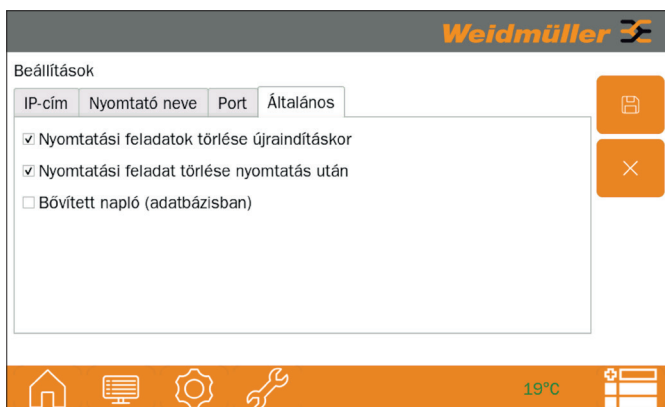 Weidmüller
Beállítások
IP-cím Nyomtató neve Port Általános
Nyomtatási feladatok törlése újraindításkor
Nyomtatási feladat törlése nyomtatás után
Bővített napló (adatbázisban)
19°C